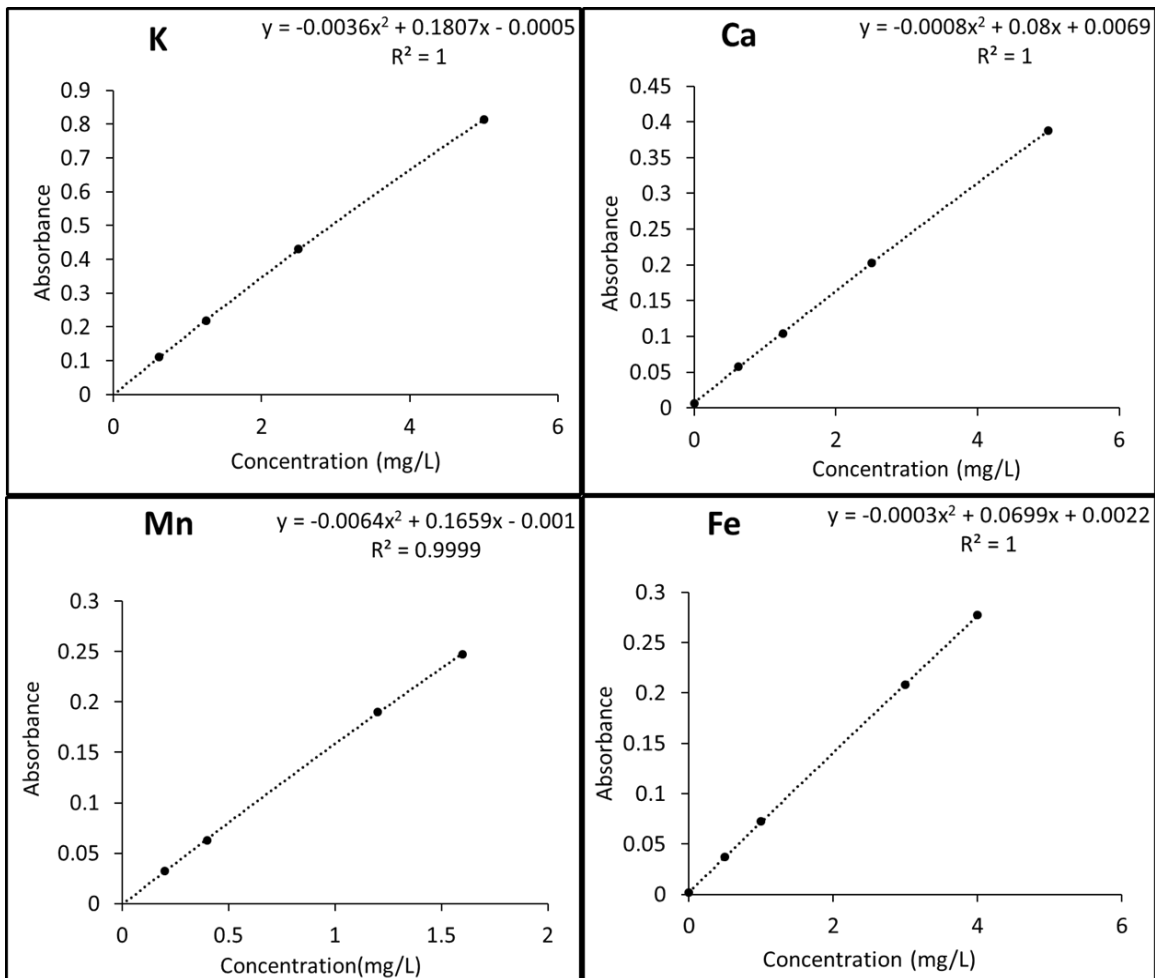 K
y = -0.0036x² + 0.1807x - 0.0005
R² = 1
0.9
0.8
0.7
0.6
0.5
0.4
0.3
0.2
0.1
0
Absorbance
0 2 4 6
Concentration (mg/L)
Ca
y = -0.0008x² + 0.08x + 0.0069
R² = 1
0.45
0.4
0.35
0.3
0.25
0.2
0.15
0.1
0.05
0
Absorbance
0 2 4 6
Concentration (mg/L)
Mn
y = -0.0064x² + 0.1659x - 0.001
R² = 0.9999
0.3
0.25
0.2
0.15
0.1
0.05
0
Absorbance
0 0.5 1 1.5 2
Concentration(mg/L)
Fe
y = -0.0003x² + 0.0699x + 0.0022
R² = 1
0.3
0.25
0.2
0.15
0.1
0.05
0
Absorbance
0 2 4 6
Concentration (mg/L)